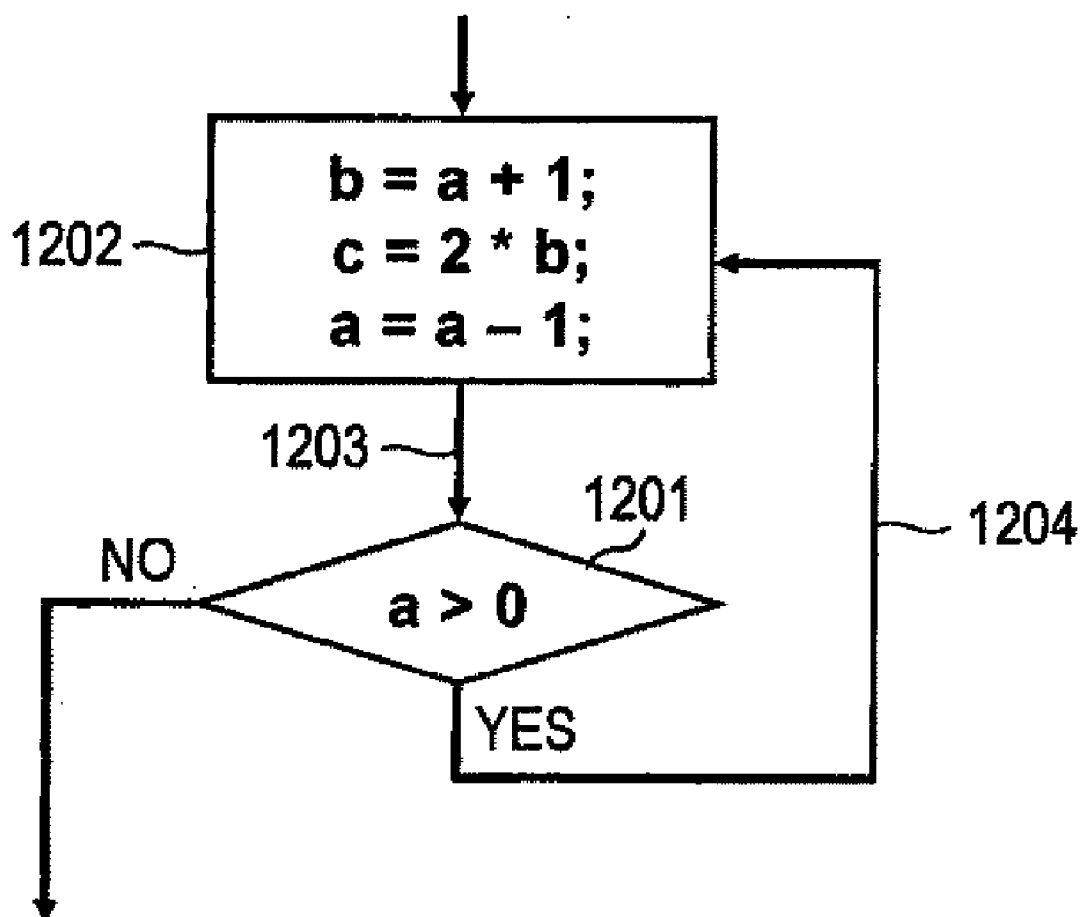 b = a + 1;
1202
c = 2 * b;
a = a – 1;
1203
1201
1204
NO
a > 0
YES